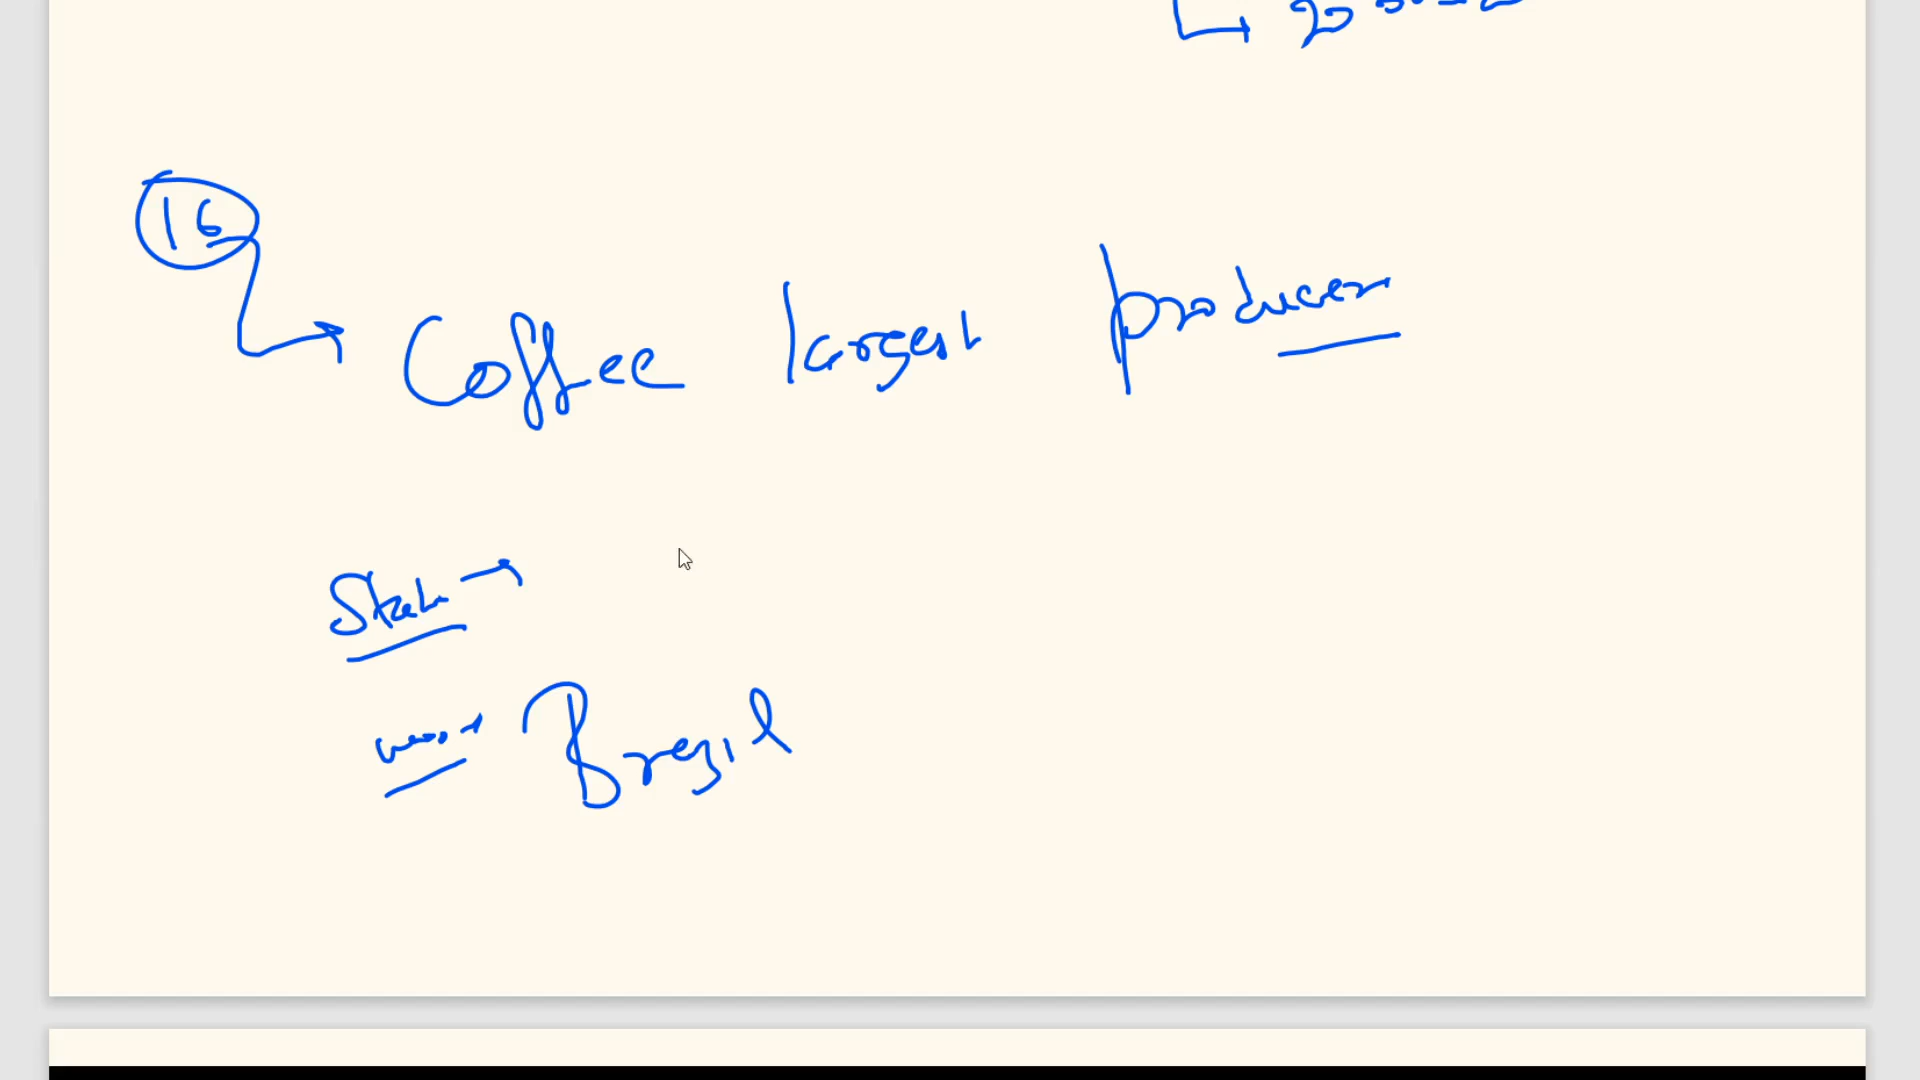 16
Coffee largest producer
State →
→ Brazil